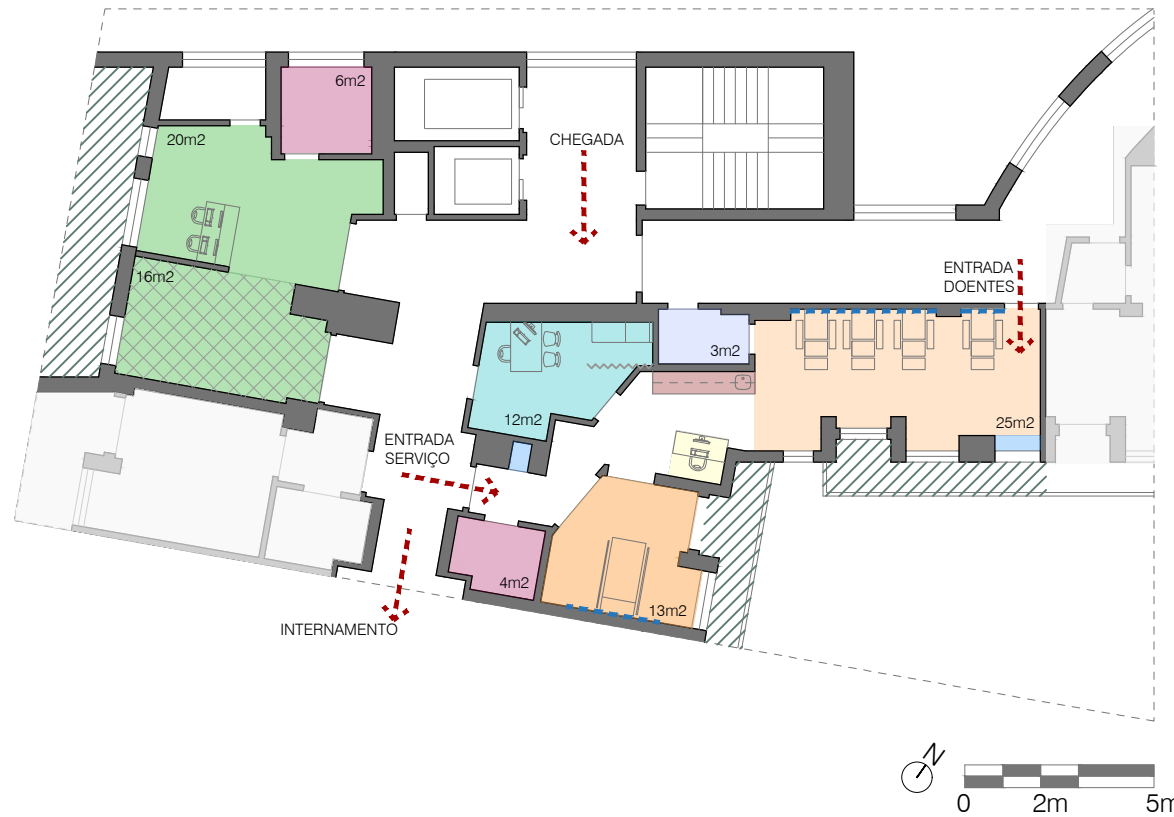 6m2
20m2
CHEGADA
16m2
ENTRADA
DOENTES
3m2
12m2
25m2
ENTRADA
SERVIÇO
4m2
13m2
INTERNAMENTO
N
0 2m 5m